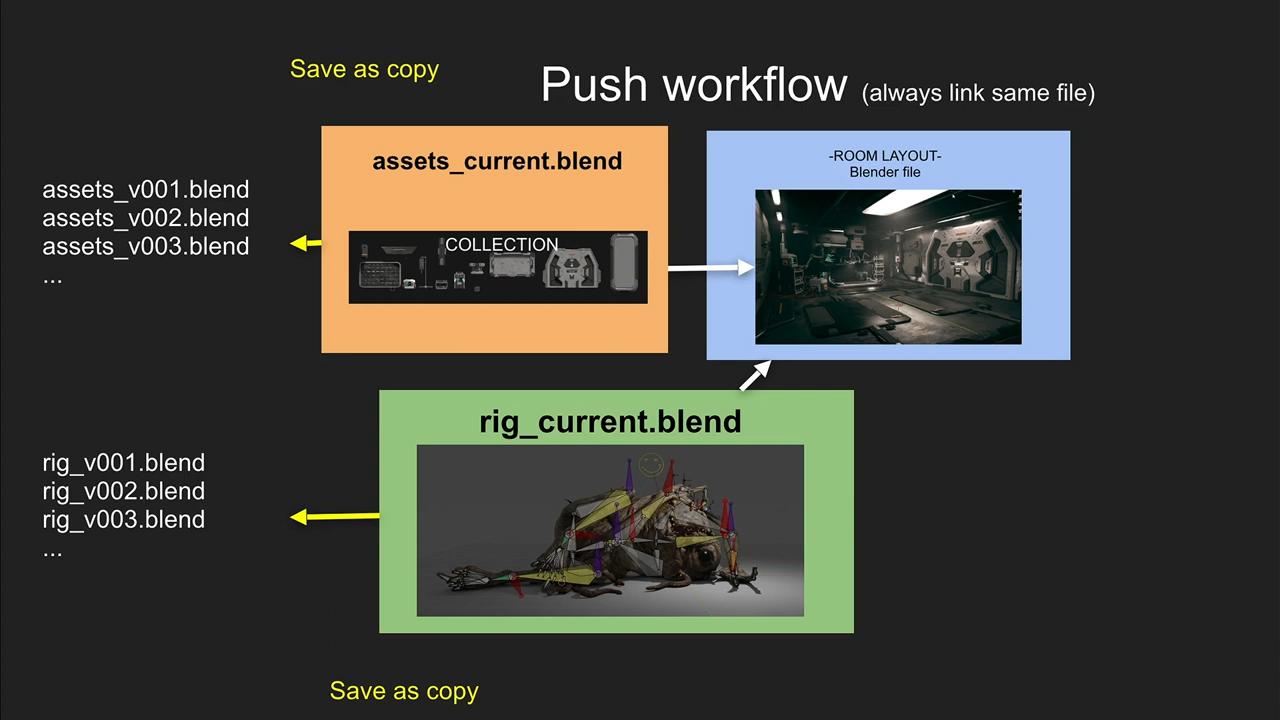 Save as copy
Push workflow (always link same file)
assets_current.blend
-ROOM LAYOUT-
Blender file
assets_v001.blend
assets_v002.blend
assets_v003.blend
...
COLLECTION
rig_current.blend
rig_v001.blend
rig_v002.blend
rig_v003.blend
...
Save as copy